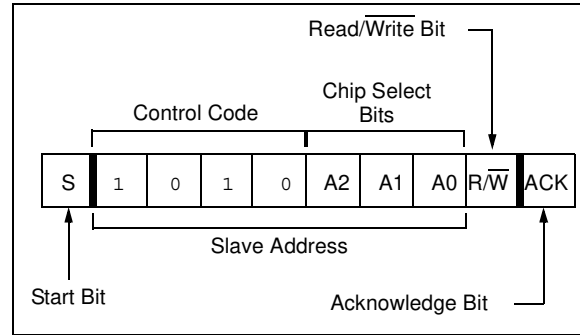 Read/Write Bit
Chip Select
Bits
Control Code
S 1 0 1 0 A2 A1 A0 R/W ACK
Slave Address
Start Bit
Acknowledge Bit